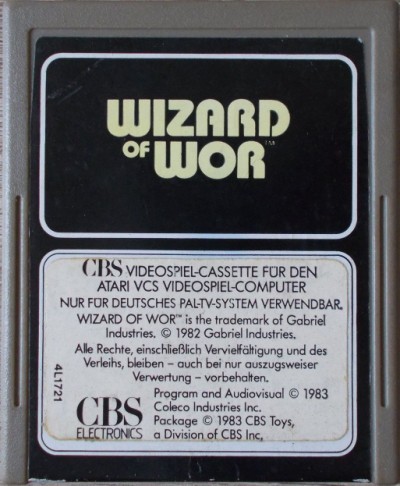 WIZARD
OF WOR™
CBS VIDEOSPIEL-CASSETTE FÜR DEN
ATARI VCS VIDEOSPIEL-COMPUTER
NUR FÜR DEUTSCHES PAL-TV-SYSTEM VERWENDBAR.
WIZARD OF WOR™ is the trademark of Gabriel
Industries. © 1982 Gabriel Industries.
Alle Rechte, einschließlich Vervielfältigung und des
Verleihs, bleiben – auch bei nur auszugsweiser
Verwertung – vorbehalten.
4L1721
CBS
ELECTRONICS
Program and Audiovisual © 1983
Coleco Industries Inc.
Package © 1983 CBS Toys,
a Division of CBS Inc.